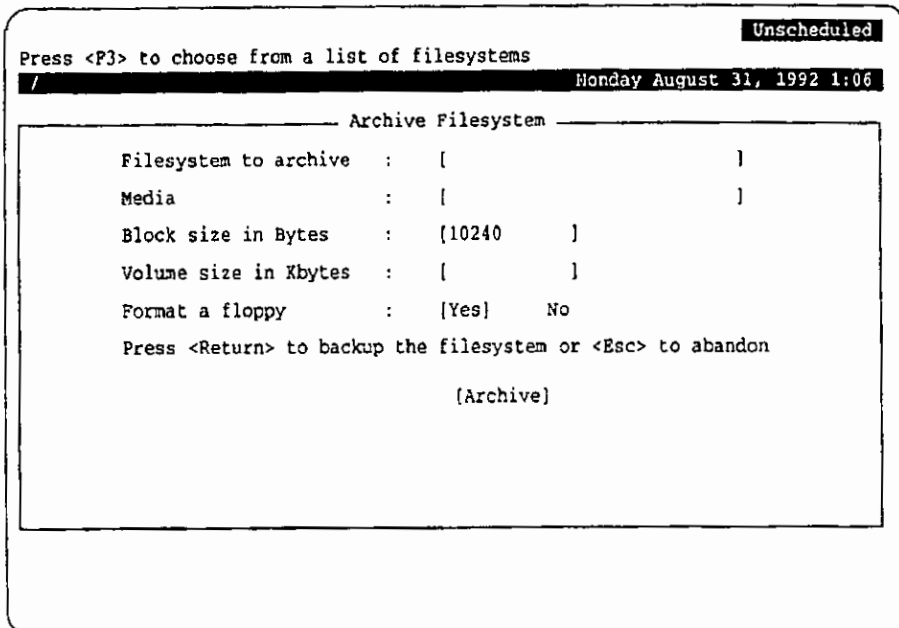 Unscheduled
Press <F3> to choose from a list of filesystems
/ Monday August 31, 1992 1:06
Archive Filesystem
Filesystem to archive : [ ]
Media : [ ]
Block size in Bytes : [10240 ]
Volume size in Kbytes : [ ]
Format a floppy : [Yes] No
Press <Return> to backup the filesystem or <Esc> to abandon
[Archive]